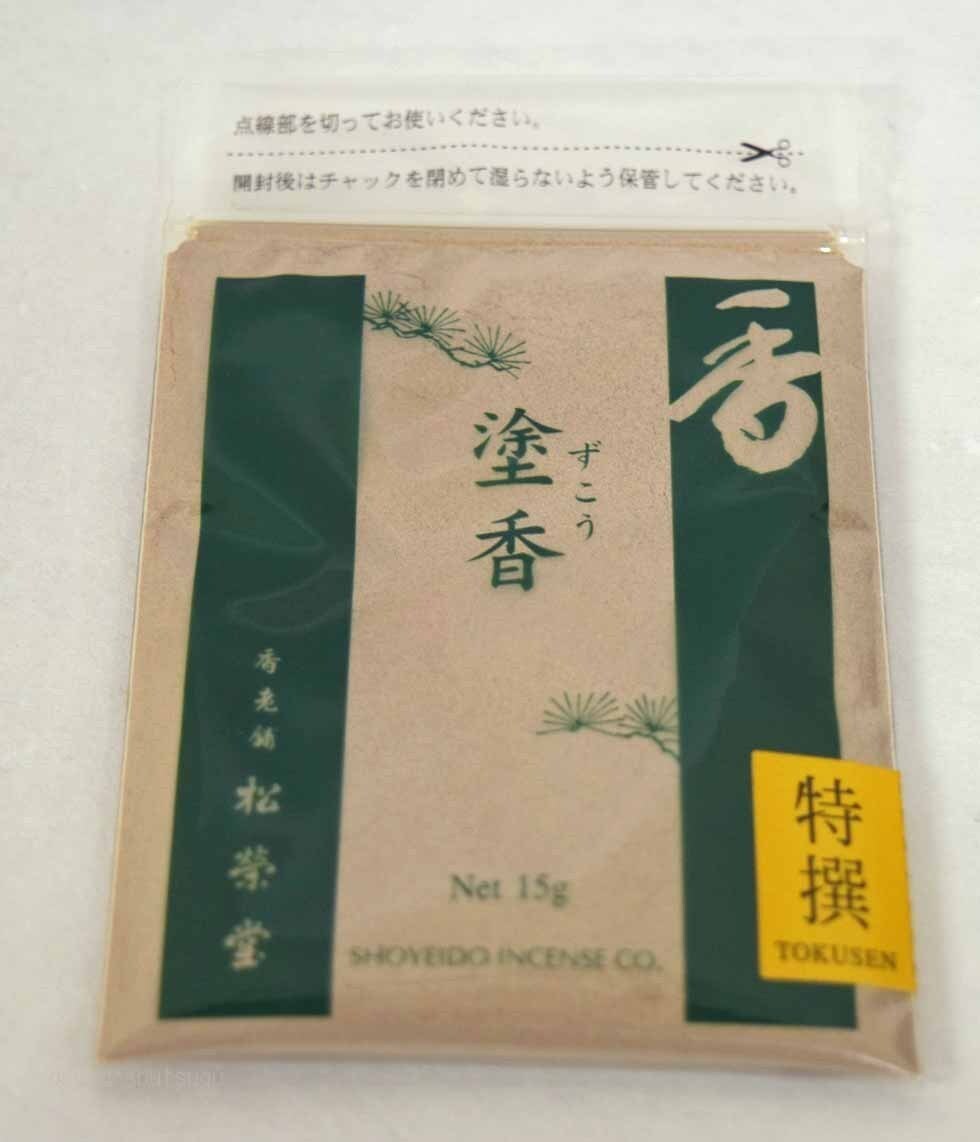 点線部を切ってお使いください。
開封後はチャックを閉めて湿らないよう保管してください。
香
塗香
ずこう
香老舗
松榮堂
Net 15g
SHOYEIDO INCENSE CO.
特撰
TOKUSEN